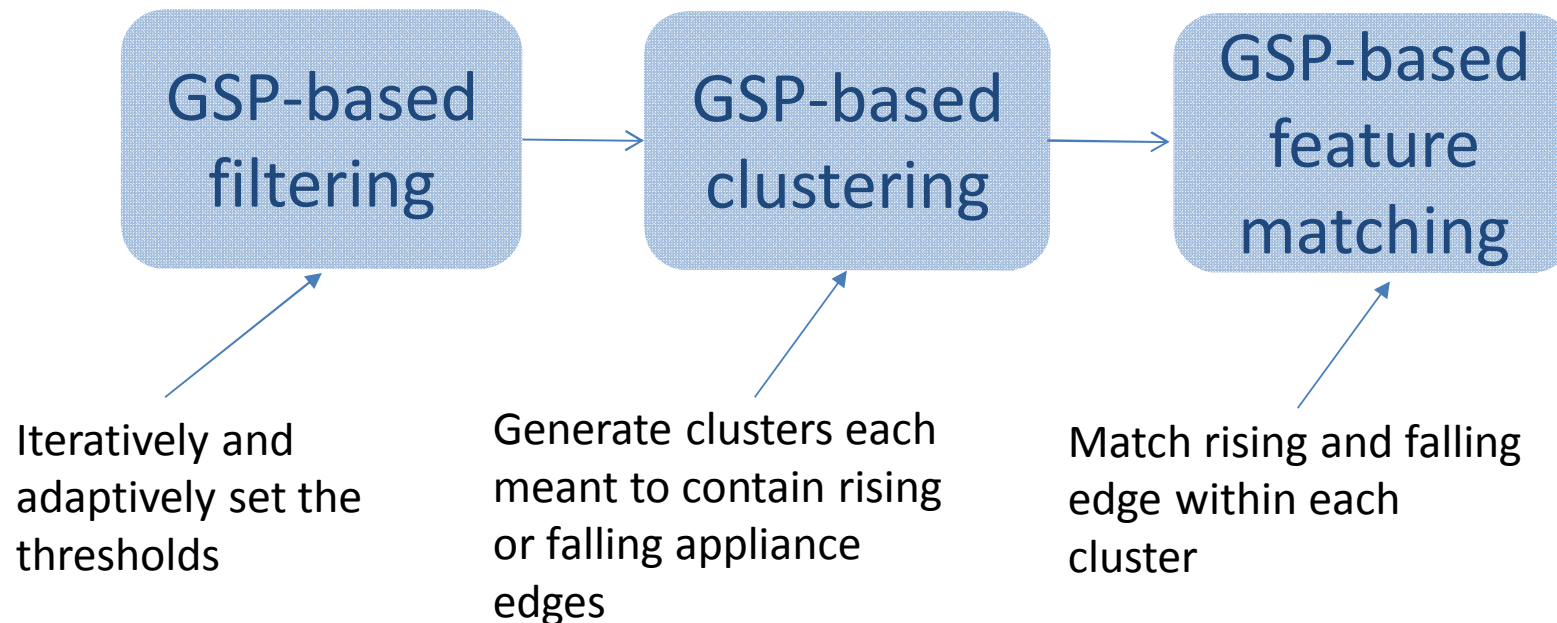 GSP-based
filtering
GSP-based
clustering
GSP-based
feature
matching
Iteratively and
adaptively set the
thresholds
Generate clusters each
meant to contain rising
or falling appliance
edges
Match rising and falling
edge within each
cluster